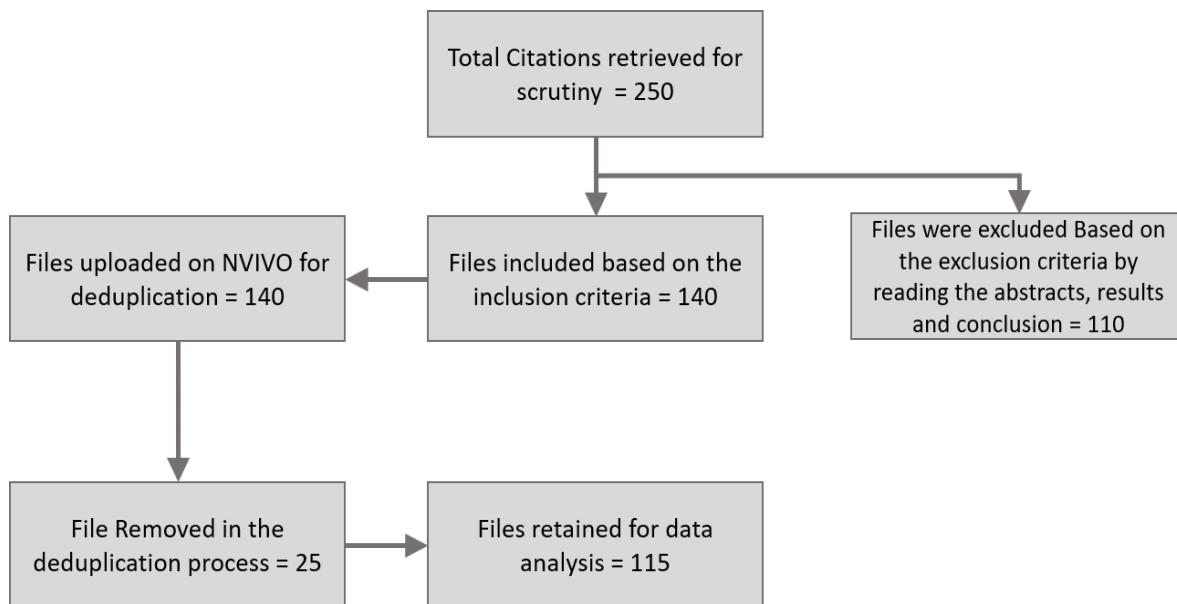 Total Citations retrieved for
scrutiny = 250
Files uploaded on NVIVO for
deduplication = 140
Files included based on the
inclusion criteria = 140
Files were excluded Based on
the exclusion criteria by
reading the abstracts, results
and conclusion = 110
File Removed in the
deduplication process = 25
Files retained for data
analysis = 115